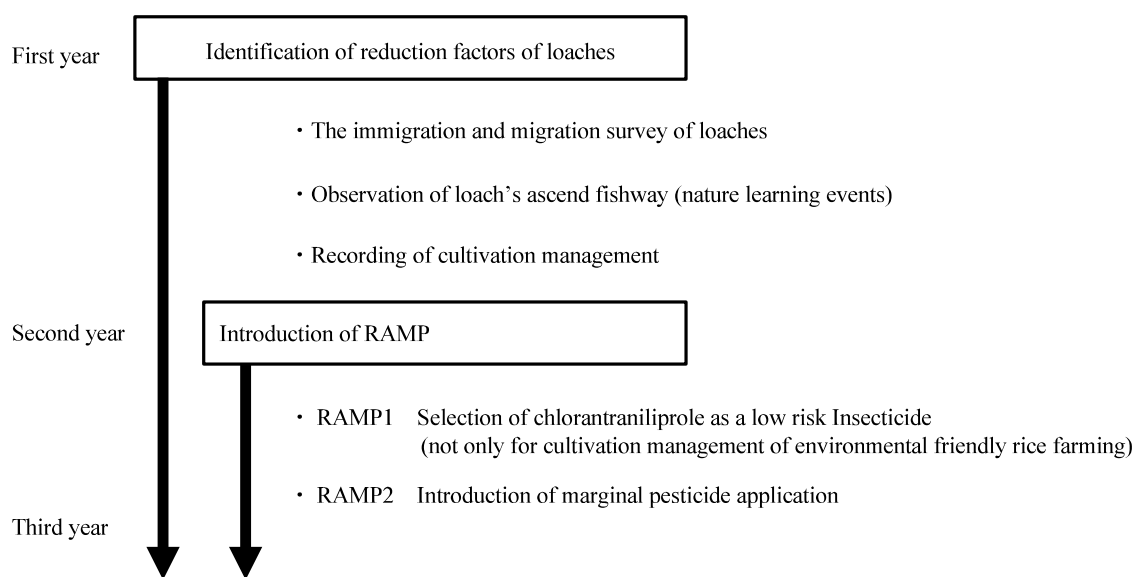 First year
Identification of reduction factors of loaches
・The immigration and migration survey of loaches
・Observation of loach's ascend fishway (nature learning events)
・Recording of cultivation management
Second year
Introduction of RAMP
・ RAMP1 Selection of chlorantraniliprole as a low risk Insecticide
(not only for cultivation management of environmental friendly rice farming)
・ RAMP2 Introduction of marginal pesticide application
Third year